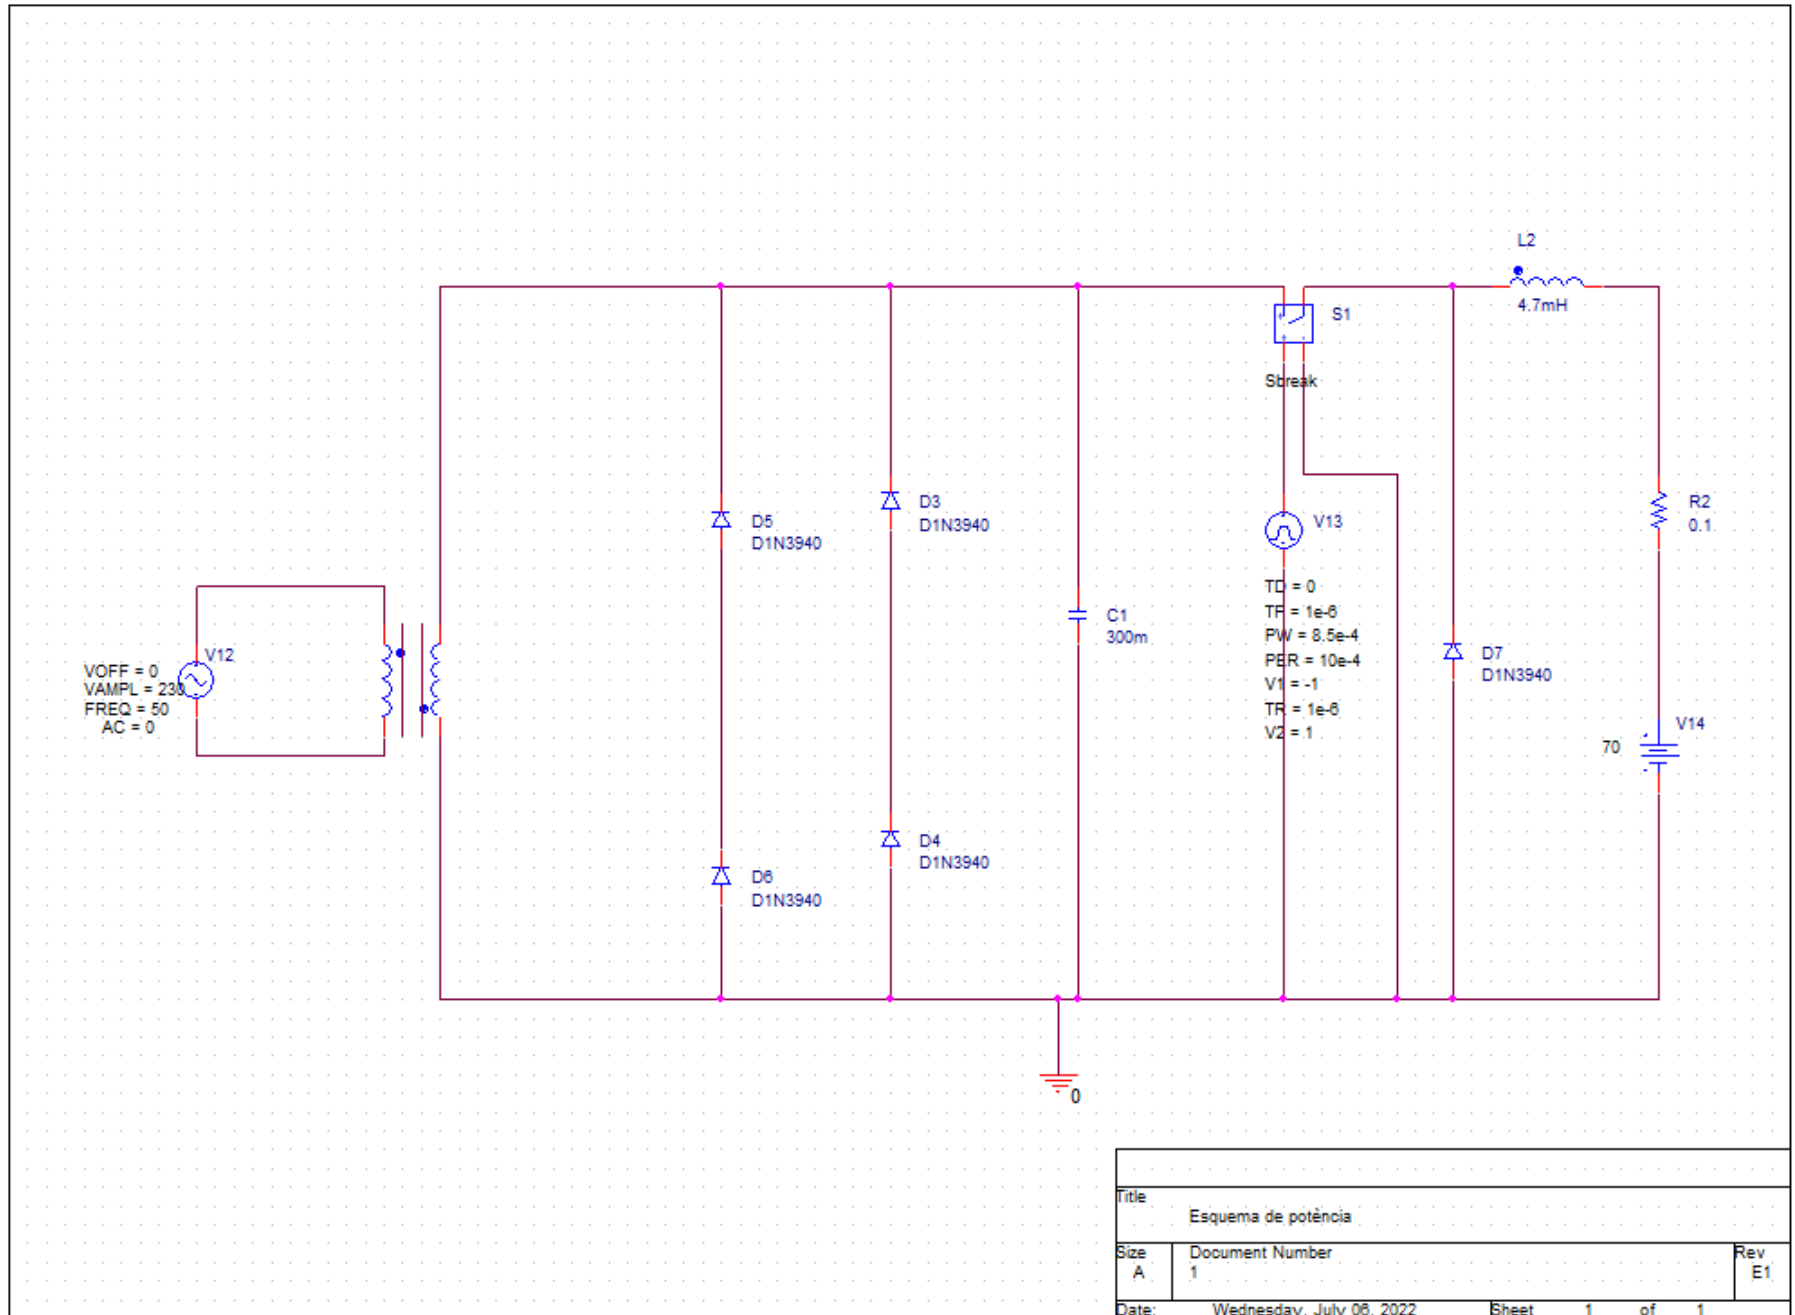 L2
4.7mH
S1
Sbreak
D5
D1N3940
D3
D1N3940
V13
R2
0.1
TD = 0
TF = 1e-6
PW = 8.5e-4
PER = 10e-4
V1 = -1
TR = 1e-6
V2 = 1
C1
300m
V12
VOFF = 0
VAMPL = 230
FREQ = 50
AC = 0
D7
D1N3940
V14
70
D6
D1N3940
D4
D1N3940
0
Title
Esquema de potència
Size
A
Document Number
1
Rev
E1
Date:
Wednesday, July 06, 2022
Sheet 1 of 1